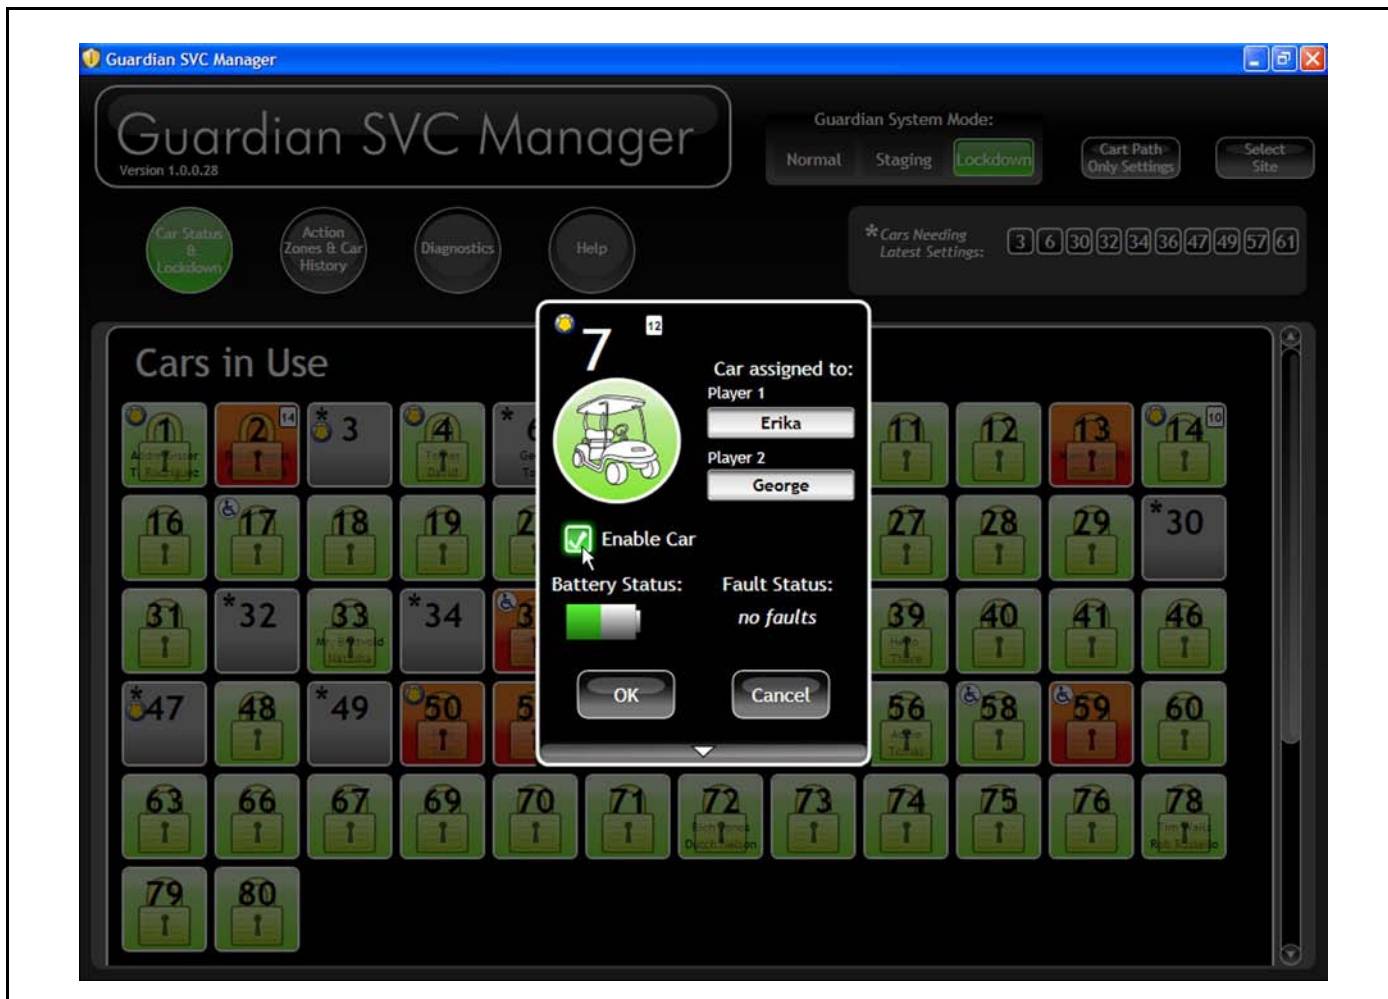 Guardian SVC Manager
Guardian SVC Manager
Version 1.0.0.28
Guardian System Mode:
Normal Staging Lockdown
Cart Path
Only Settings
Select
Site
Car Status
&
Lockdown
Action
Zones & Car
History
Diagnostics
Help
*Cars Needing
Latest Settings:
3 6 30 32 34 36 47 49 57 61
Cars in Use
7 12
Car assigned to:
Player 1
Erika
Player 2
George
Enable Car
Battery Status:
Fault Status:
no faults
OK Cancel
1 2 14 *3 4 * 11 12 13 14 10
David
16 17 18 19 27 28 29 *30
31 *32 33 *34 39 40 41 46
Natasha
*47 48 *49 50 56 58 59 60
63 66 67 69 70 71 72 73 74 75 76 78
Dutch Nelson
79 80